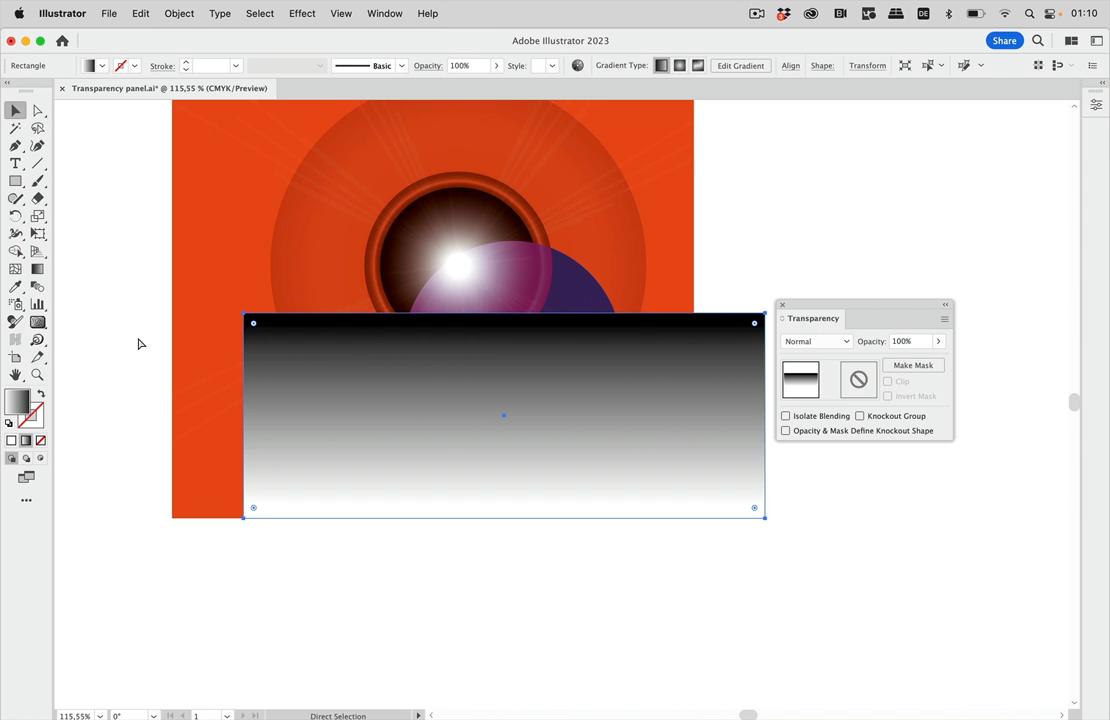 Illustrator File Edit Object Type Select Effect View Window Help
DE 01:10
Adobe Illustrator 2023
Share
Rectangle Stroke: Basic Opacity: 100% Style: Gradient Type: Edit Gradient Align Shape: Transform
Transparency panel.ai* @ 115,55 % (CMYK/Preview)
Transparency
Normal Opacity: 100%
Make Mask
Clip
Invert Mask
Isolate Blending Knockout Group
Opacity & Mask Define Knockout Shape
115,55% 0° 1 Direct Selection